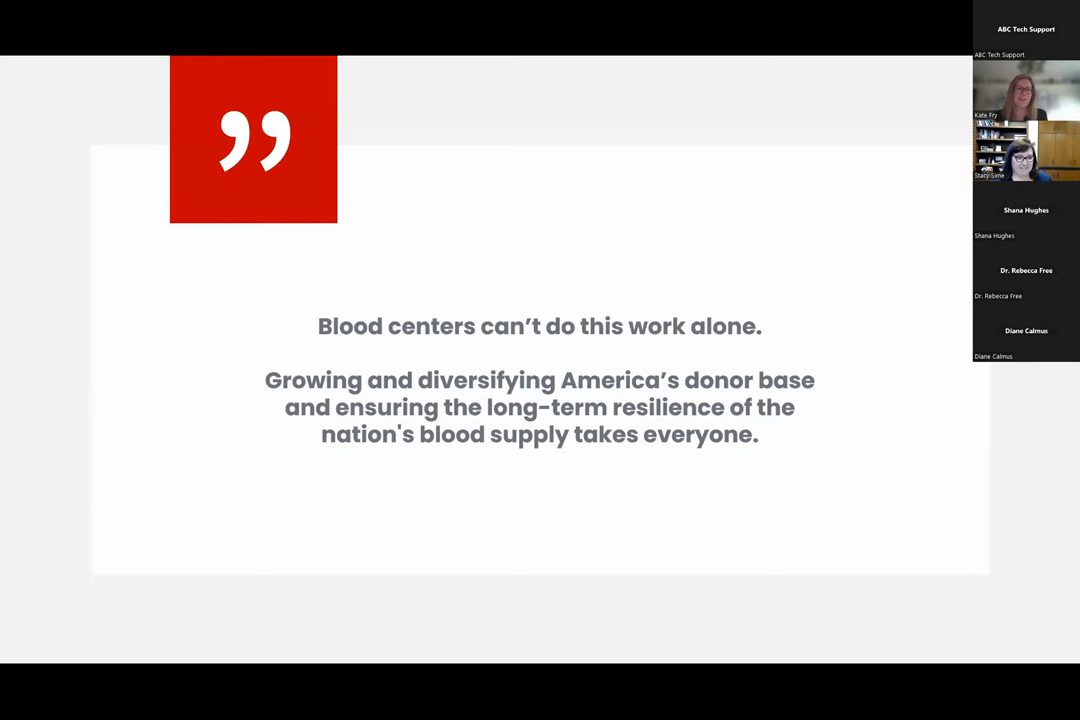 ”
Blood centers can’t do this work alone.
Growing and diversifying America’s donor base
and ensuring the long-term resilience of the
nation's blood supply takes everyone.
ABC Tech Support
ABC Tech Support
Kate Fry
Stacy Sime
Shana Hughes
Shana Hughes
Dr. Rebecca Free
Dr. Rebecca Free
Diane Calmus
Diane Calmus